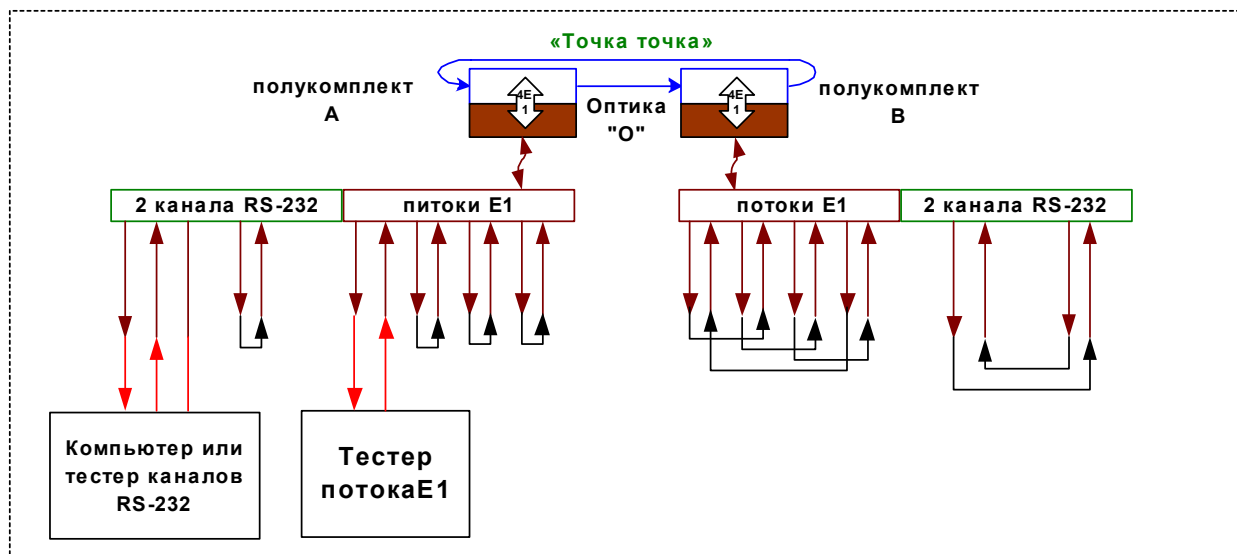 «Точка точка»
полукомплект
А
4E
1
Оптика
"О"
4E
1
полукомплект
В
2 канала RS-232
питоки Е1
потоки Е1
2 канала RS-232
Компьютер или
тестер каналов
RS-232
Тестер
потокаЕ1